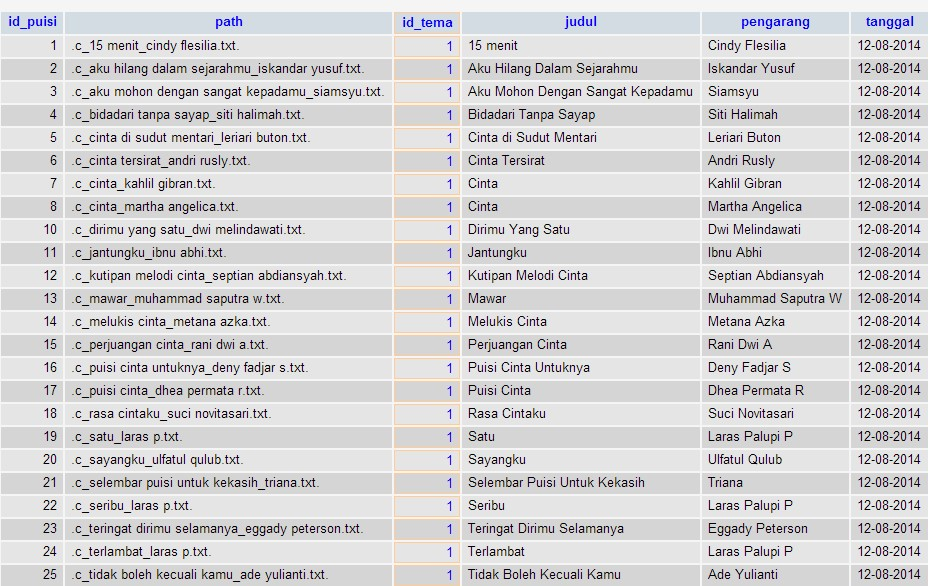 id_puisi path id_tema judul pengarang tanggal
1 .c_15 menit_cindy flesilia.txt. 1 15 menit Cindy Flesilia 12-08-2014
2 .c_aku hilang dalam sejarahmu_iskandar yusuf.txt. 1 Aku Hilang Dalam Sejarahmu Iskandar Yusuf 12-08-2014
3 .c_aku mohon dengan sangat kepadamu_siamsyu.txt. 1 Aku Mohon Dengan Sangat Kepadamu Siamsyu 12-08-2014
4 .c_bidadari tanpa sayap_siti halimah.txt. 1 Bidadari Tanpa Sayap Siti Halimah 12-08-2014
5 .c_cinta di sudut mentari_leriari buton.txt. 1 Cinta di Sudut Mentari Leriari Buton 12-08-2014
6 .c_cinta tersirat_andri rusly.txt. 1 Cinta Tersirat Andri Rusly 12-08-2014
7 .c_cinta_kahlil gibran.txt. 1 Cinta Kahlil Gibran 12-08-2014
8 .c_cinta_martha angelica.txt. 1 Cinta Martha Angelica 12-08-2014
10 .c_dirimu yang satu_dwi melindawati.txt. 1 Dirimu Yang Satu Dwi Melindawati 12-08-2014
11 .c_jantungku_ibnu abhi.txt. 1 Jantungku Ibnu Abhi 12-08-2014
12 .c_kutipan melodi cinta_septian abdiansyah.txt. 1 Kutipan Melodi Cinta Septian Abdiansyah 12-08-2014
13 .c_mawar_muhammad saputra w.txt. 1 Mawar Muhammad Saputra W 12-08-2014
14 .c_melukis cinta_metana azka.txt. 1 Melukis Cinta Metana Azka 12-08-2014
15 .c_perjuangan cinta_rani dwi a.txt. 1 Perjuangan Cinta Rani Dwi A 12-08-2014
16 .c_puisi cinta untuknya_deny fadjar s.txt. 1 Puisi Cinta Untuknya Deny Fadjar S 12-08-2014
17 .c_puisi cinta_dhea permata r.txt. 1 Puisi Cinta Dhea Permata R 12-08-2014
18 .c_rasa cintaku_suci novitasari.txt. 1 Rasa Cintaku Suci Novitasari 12-08-2014
19 .c_satu_laras p.txt. 1 Satu Laras Palupi P 12-08-2014
20 .c_sayangku_ulfatul qulub.txt. 1 Sayangku Ulfatul Qulub 12-08-2014
21 .c_selembar puisi untuk kekasih_triana.txt. 1 Selembar Puisi Untuk Kekasih Triana 12-08-2014
22 .c_seribu_laras p.txt. 1 Seribu Laras Palupi P 12-08-2014
23 .c_teringat dirimu selamanya_eggady peterson.txt. 1 Teringat Dirimu Selamanya Eggady Peterson 12-08-2014
24 .c_terlambat_laras p.txt. 1 Terlambat Laras Palupi P 12-08-2014
25 .c_tidak boleh kecuali kamu_ade yulianti.txt. 1 Tidak Boleh Kecuali Kamu Ade Yulianti 12-08-2014